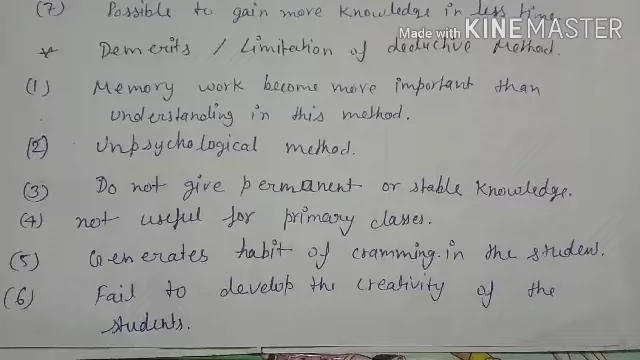 (7) Possible to gain more knowledge in less time.
Made with KINEMASTER
* Demerits / Limitation of deductive Method.
(1) Memory work become more important than
understanding in this method.
(2) Unpsychological method.
(3) Do not give permanent or stable knowledge.
(4) not useful for primary classes.
(5) Generates habit of cramming in the student.
(6) Fail to develop the creativity of the
students.